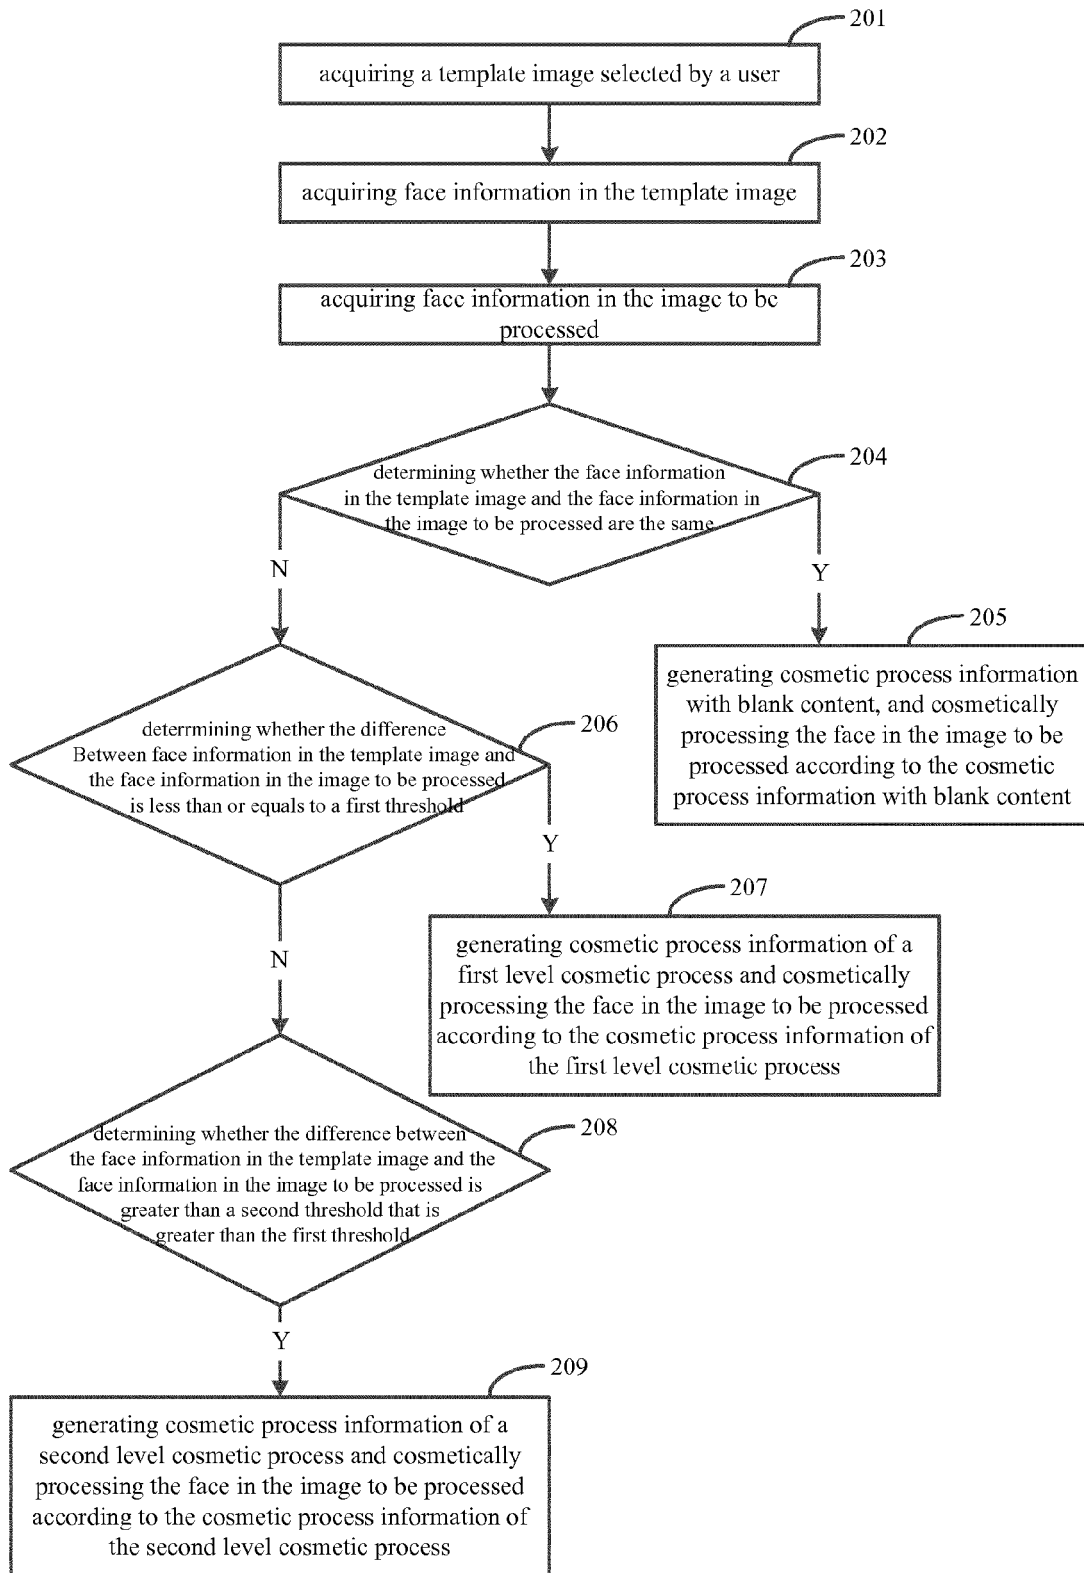 201
acquiring a template image selected by a user
202
acquiring face information in the template image
203
acquiring face information in the image to be
processed
204
determining whether the face information
in the template image and the face information in
the image to be processed are the same
N
Y
205
generating cosmetic process information
with blank content, and cosmetically
processing the face in the image to be
processed according to the cosmetic
process information with blank content
206
determining whether the difference
Between face information in the template image and
the face information in the image to be processed
is less than or equals to a first threshold
Y
207
generating cosmetic process information of a
first level cosmetic process and cosmetically
processing the face in the image to be processed
according to the cosmetic process information of
the first level cosmetic process
N
208
determining whether the difference between
the face information in the template image and the
face information in the image to be processed is
greater than a second threshold that is
greater than the first threshold
Y
209
generating cosmetic process information of a
second level cosmetic process and cosmetically
processing the face in the image to be processed
according to the cosmetic process information of
the second level cosmetic process